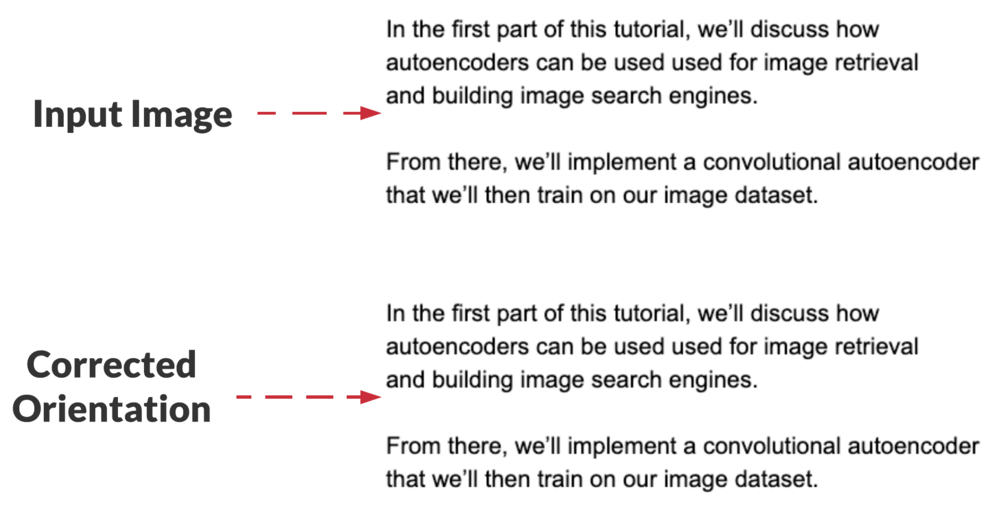 Input Image
In the first part of this tutorial, we'll discuss how
autoencoders can be used used for image retrieval
and building image search engines.
From there, we'll implement a convolutional autoencoder
that we'll then train on our image dataset.
Corrected
Orientation
In the first part of this tutorial, we'll discuss how
autoencoders can be used used for image retrieval
and building image search engines.
From there, we'll implement a convolutional autoencoder
that we'll then train on our image dataset.